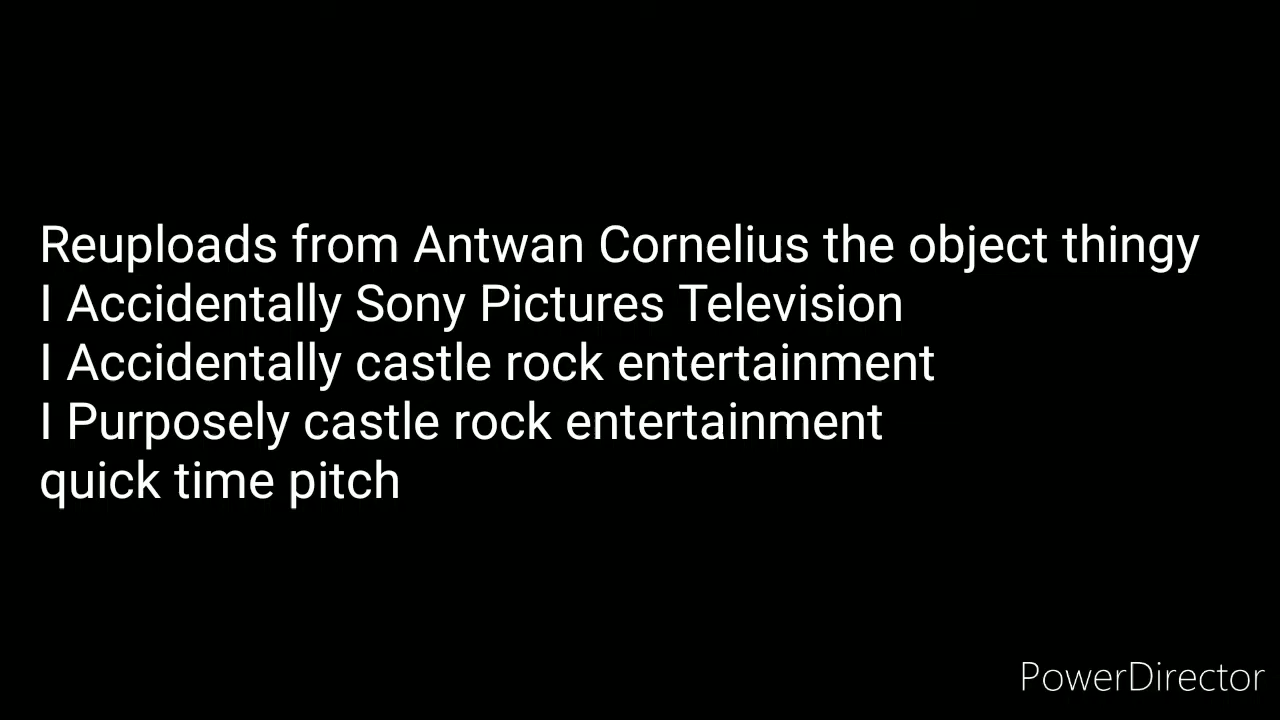 Reuploads from Antwan Cornelius the object thingy
I Accidentally Sony Pictures Television
I Accidentally castle rock entertainment
I Purposely castle rock entertainment
quick time pitch
PowerDirector